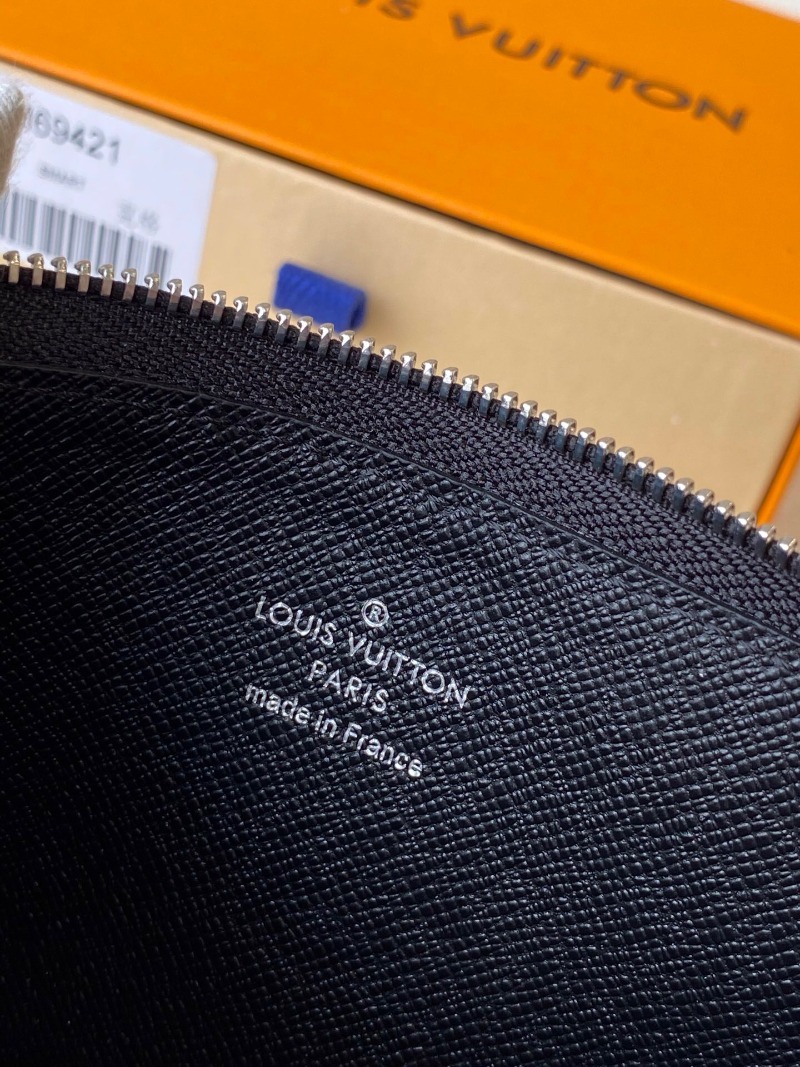 IS VUITTON
69421
®
LOUIS VUITTON
PARIS
made in France